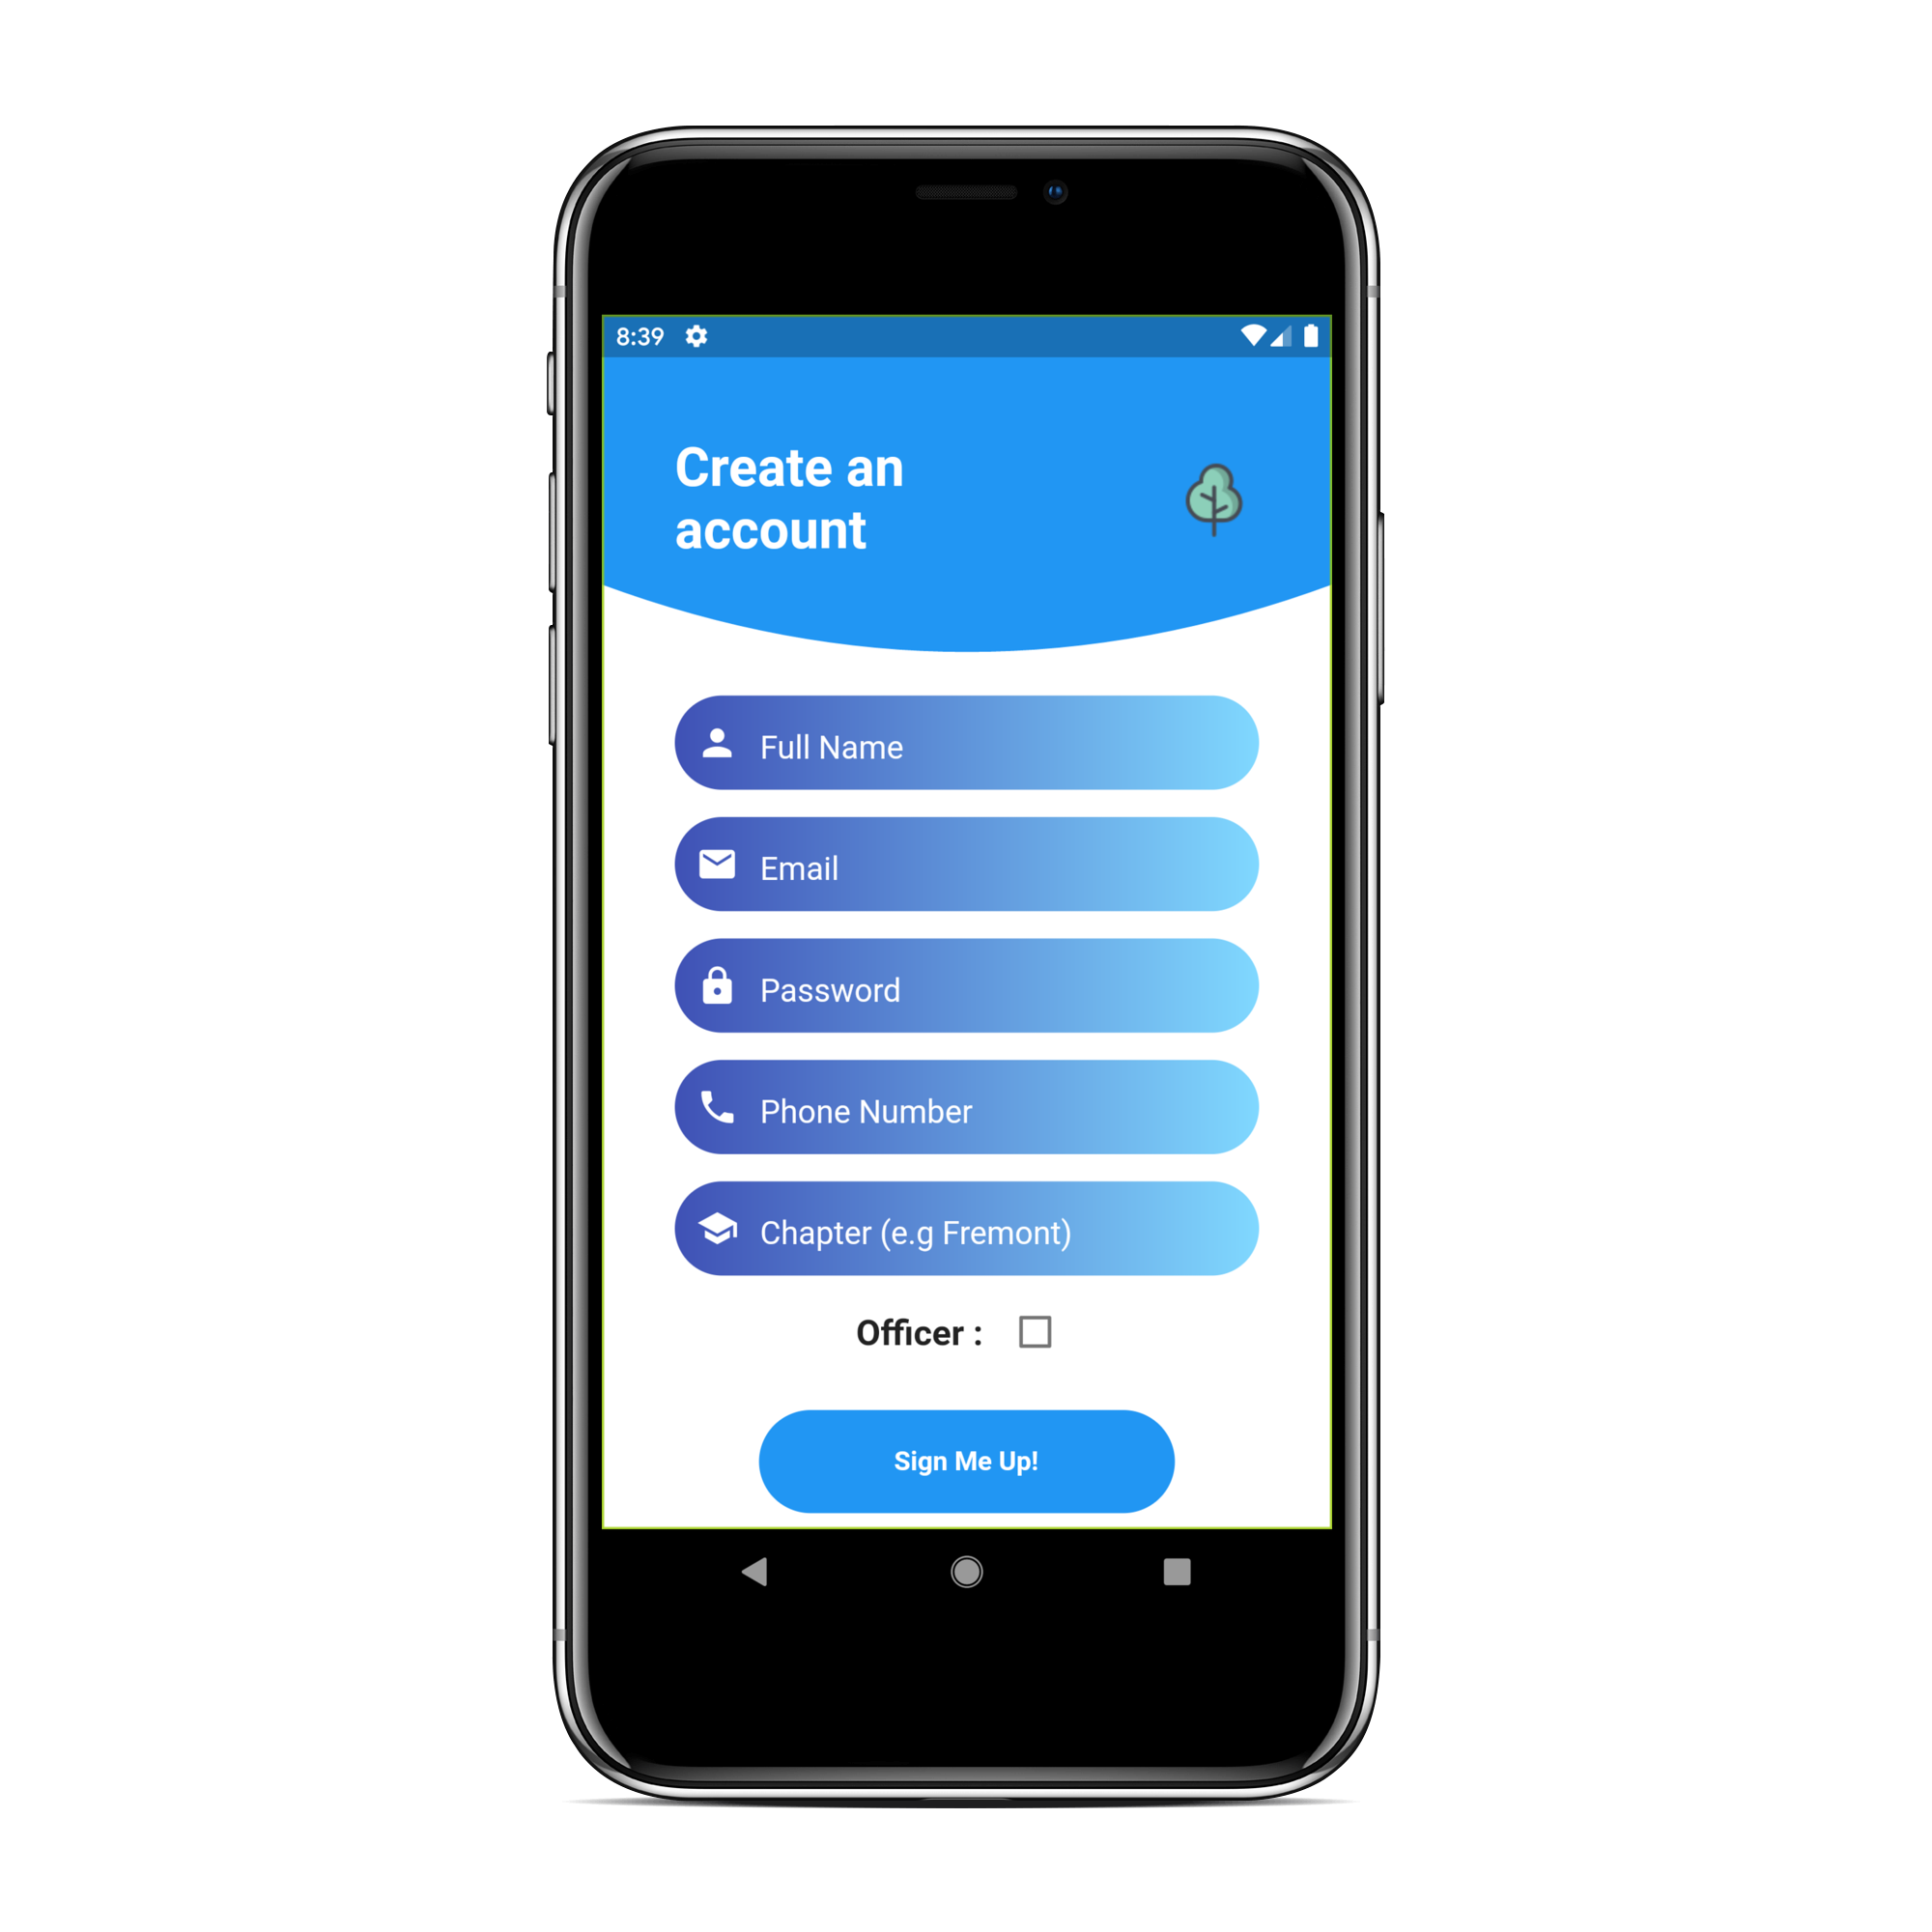 8:39
Create an
account
Full Name
Email
Password
Phone Number
Chapter (e.g Fremont)
Officer :
Sign Me Up!